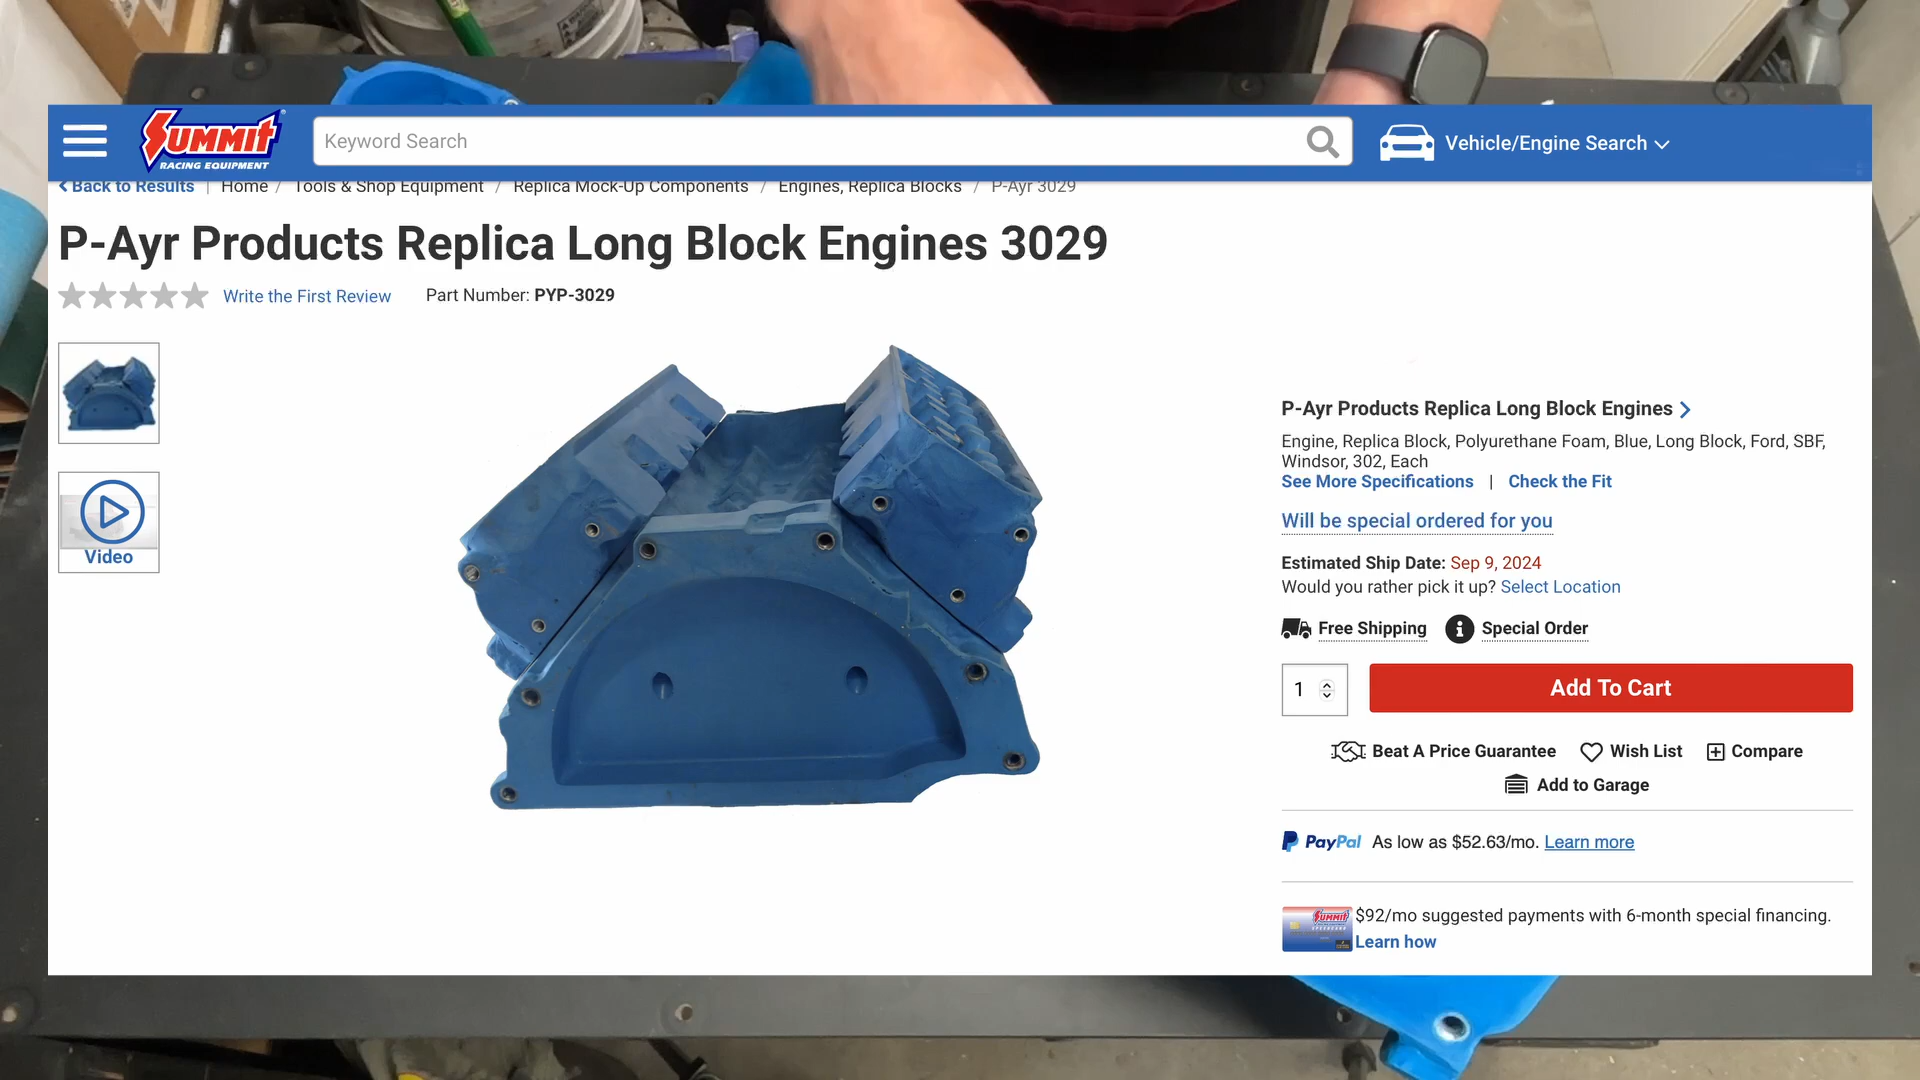 SUMMIT
RACING EQUIPMENT
Keyword Search
Vehicle/Engine Search
Back to Results | Home / Tools & Shop Equipment / Replica Mock-Up Components / Engines, Replica Blocks / P-Ayr 3029
P-Ayr Products Replica Long Block Engines 3029
Write the First Review
Part Number: PYP-3029
Video
P-Ayr Products Replica Long Block Engines
Engine, Replica Block, Polyurethane Foam, Blue, Long Block, Ford, SBF,
Windsor, 302, Each
See More Specifications | Check the Fit
Will be special ordered for you
Estimated Ship Date: Sep 9, 2024
Would you rather pick it up? Select Location
Free Shipping
Special Order
1
Add To Cart
Beat A Price Guarantee
Wish List
Compare
Add to Garage
PayPal As low as $52.63/mo. Learn more
SUMMIT
$92/mo suggested payments with 6-month special financing.
Learn how